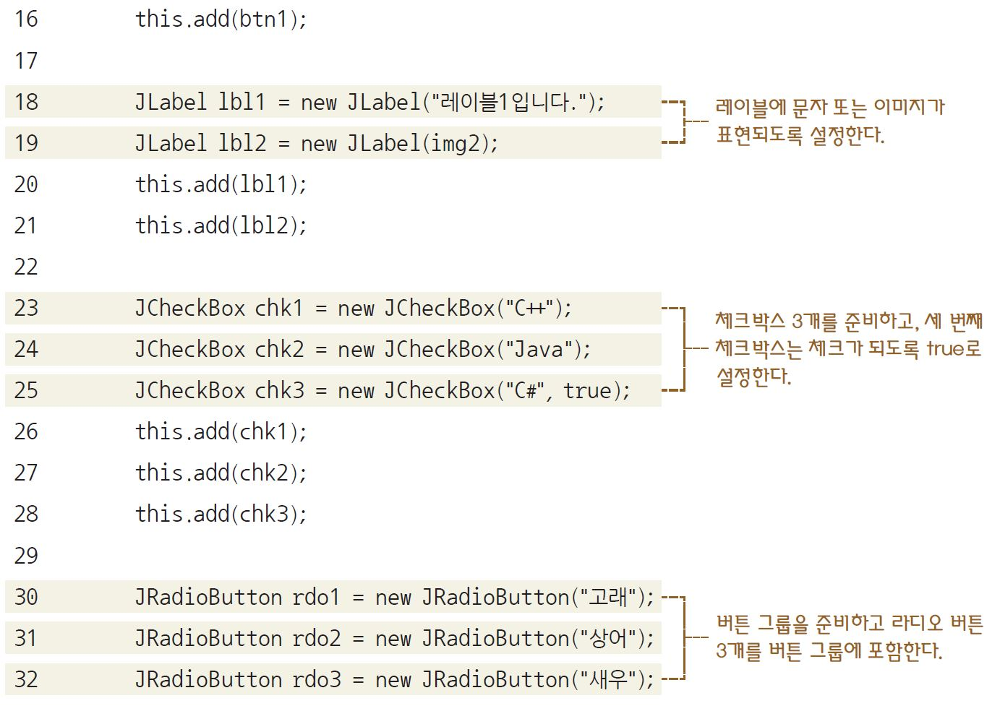 16 this.add(btn1);
17
18 JLabel lbl1 = new JLabel("레이블1입니다.");
19 JLabel lbl2 = new JLabel(img2);
레이블에 문자 또는 이미지가
표현되도록 설정한다.
20 this.add(lbl1);
21 this.add(lbl2);
22
23 JCheckBox chk1 = new JCheckBox("C++");
24 JCheckBox chk2 = new JCheckBox("Java");
25 JCheckBox chk3 = new JCheckBox("C#", true);
체크박스 3개를 준비하고, 세 번째
체크박스는 체크가 되도록 true로
설정한다.
26 this.add(chk1);
27 this.add(chk2);
28 this.add(chk3);
29
30 JRadioButton rdo1 = new JRadioButton("고래");
31 JRadioButton rdo2 = new JRadioButton("상어");
32 JRadioButton rdo3 = new JRadioButton("새우");
버튼 그룹을 준비하고 라디오 버튼
3개를 버튼 그룹에 포함한다.